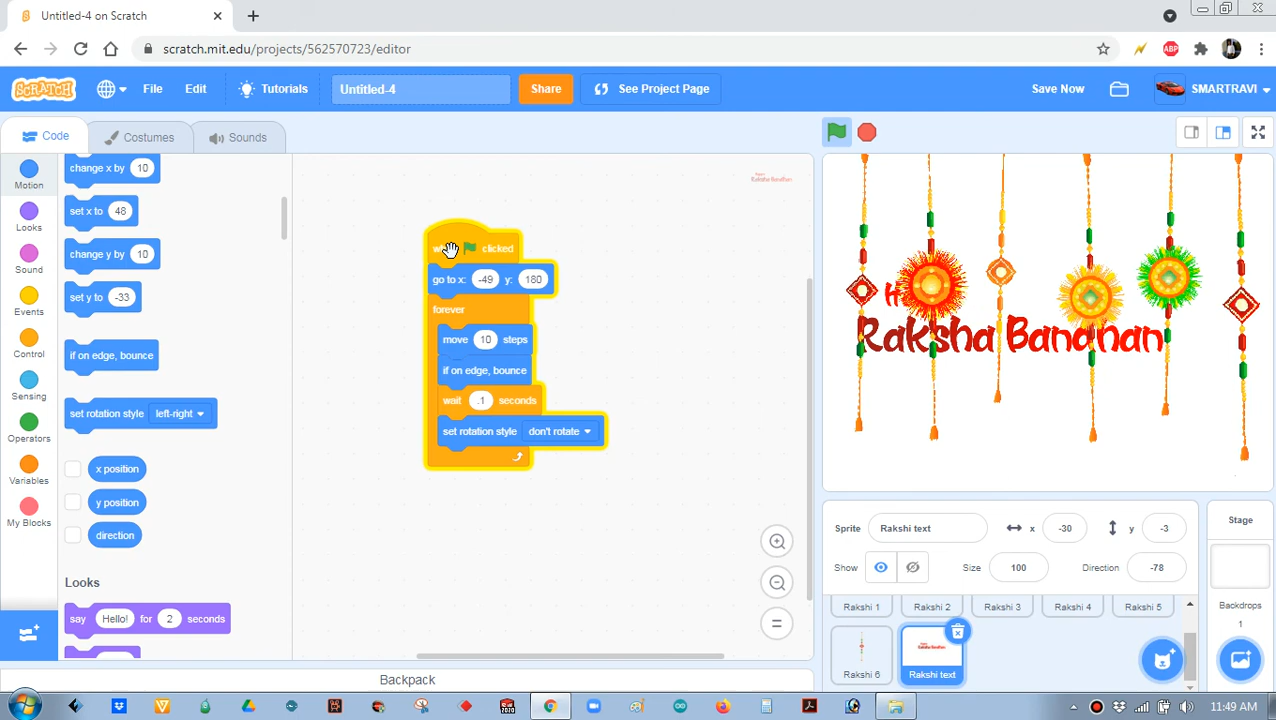 Untitled-4 on Scratch
scratch.mit.edu/projects/562570723/editor
ABP
SCRATCH File Edit Tutorials Untitled-4 Share See Project Page Save Now SMARTRAVI
Code Costumes Sounds
Motion
Looks
Sound
Events
Control
Sensing
Operators
Variables
My Blocks
change x by 10
set x to 48
change y by 10
set y to -33
if on edge, bounce
set rotation style left-right
x position
y position
direction
Looks
say Hello! for 2 seconds
Raksha Bandhan
clicked
go to x: -49 y: 180
forever
move 10 steps
if on edge, bounce
wait .1 seconds
set rotation style don't rotate
Raksha Bandhan
Sprite Rakshi text x -30 y -3
Show Size 100 Direction -78
Rakshi 1 Rakshi 2 Rakshi 3 Rakshi 4 Rakshi 5
Rakshi 6 Rakshi text
Stage
Backdrops
1
Backpack
2020
11:49 AM